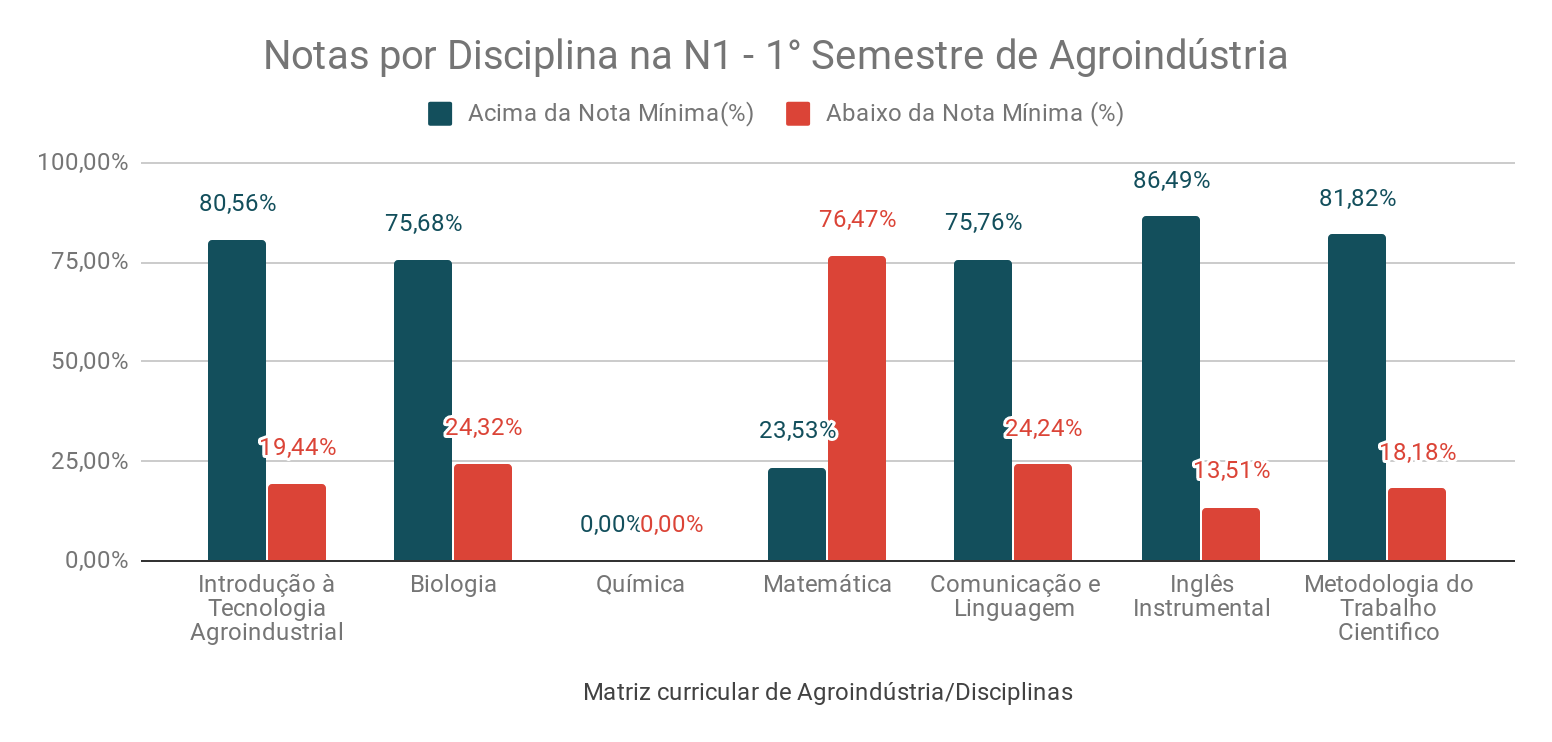 Notas por Disciplina na N1 - 1° Semestre de Agroindústria
Acima da Nota Mínima(%)
Abaixo da Nota Mínima (%)
100,00%
75,00%
50,00%
25,00%
0,00%
80,56%
19,44%
75,68%
24,32%
0,00%
0,00%
23,53%
76,47%
75,76%
24,24%
86,49%
13,51%
81,82%
18,18%
Introdução à
Tecnologia
Agroindustrial
Biologia
Química
Matemática
Comunicação e
Linguagem
Inglês
Instrumental
Metodologia do
Trabalho
Cientifico
Matriz curricular de Agroindústria/Disciplinas